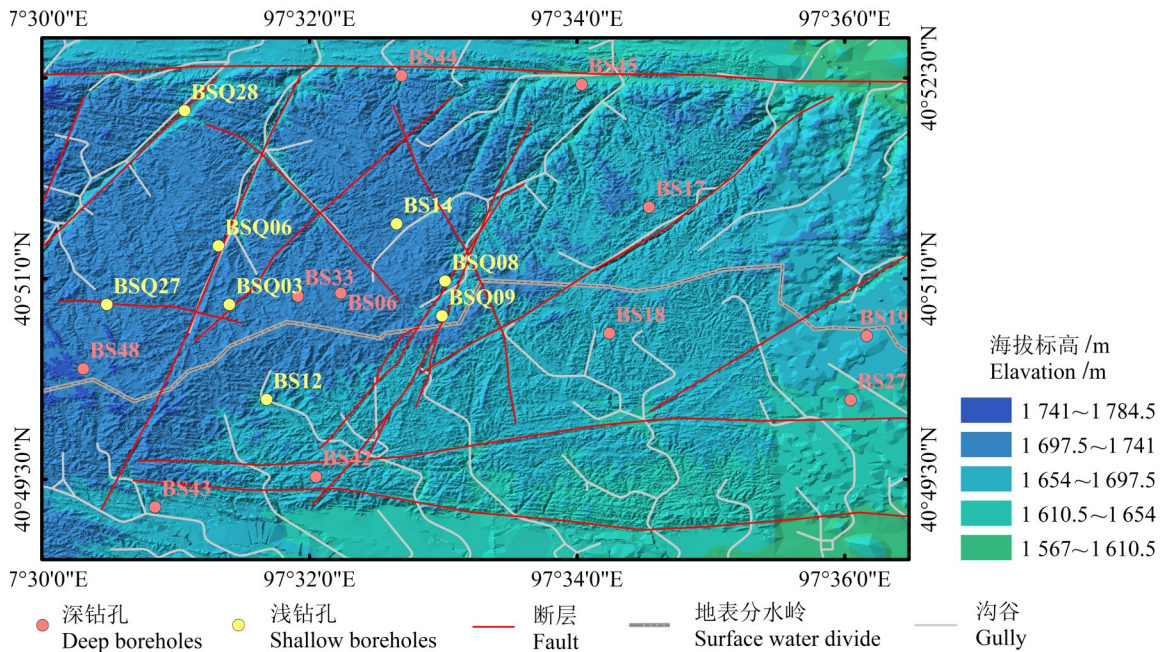 7°30'0"E 97°32'0"E 97°34'0"E 97°36'0"E
40°52'30"N
40°52'30"N
BS44
BS45
BSQ28
BS17
BS14
BSQ06
40°51'0"N
40°51'0"N
BSQ08
BSQ27
BSQ03
BS33
BS06
BSQ09
BS18
BS19
BS48
BS12
BS27
40°49'30"N
40°49'30"N
BS42
BS43
7°30'0"E 97°32'0"E 97°34'0"E 97°36'0"E
海拔标高 /m
Elavation /m
1 741~1 784.5
1 697.5~1 741
1 654~1 697.5
1 610.5~1 654
1 567~1 610.5
深钻孔
Deep boreholes
浅钻孔
Shallow boreholes
断层
Fault
地表分水岭
Surface water divide
沟谷
Gully